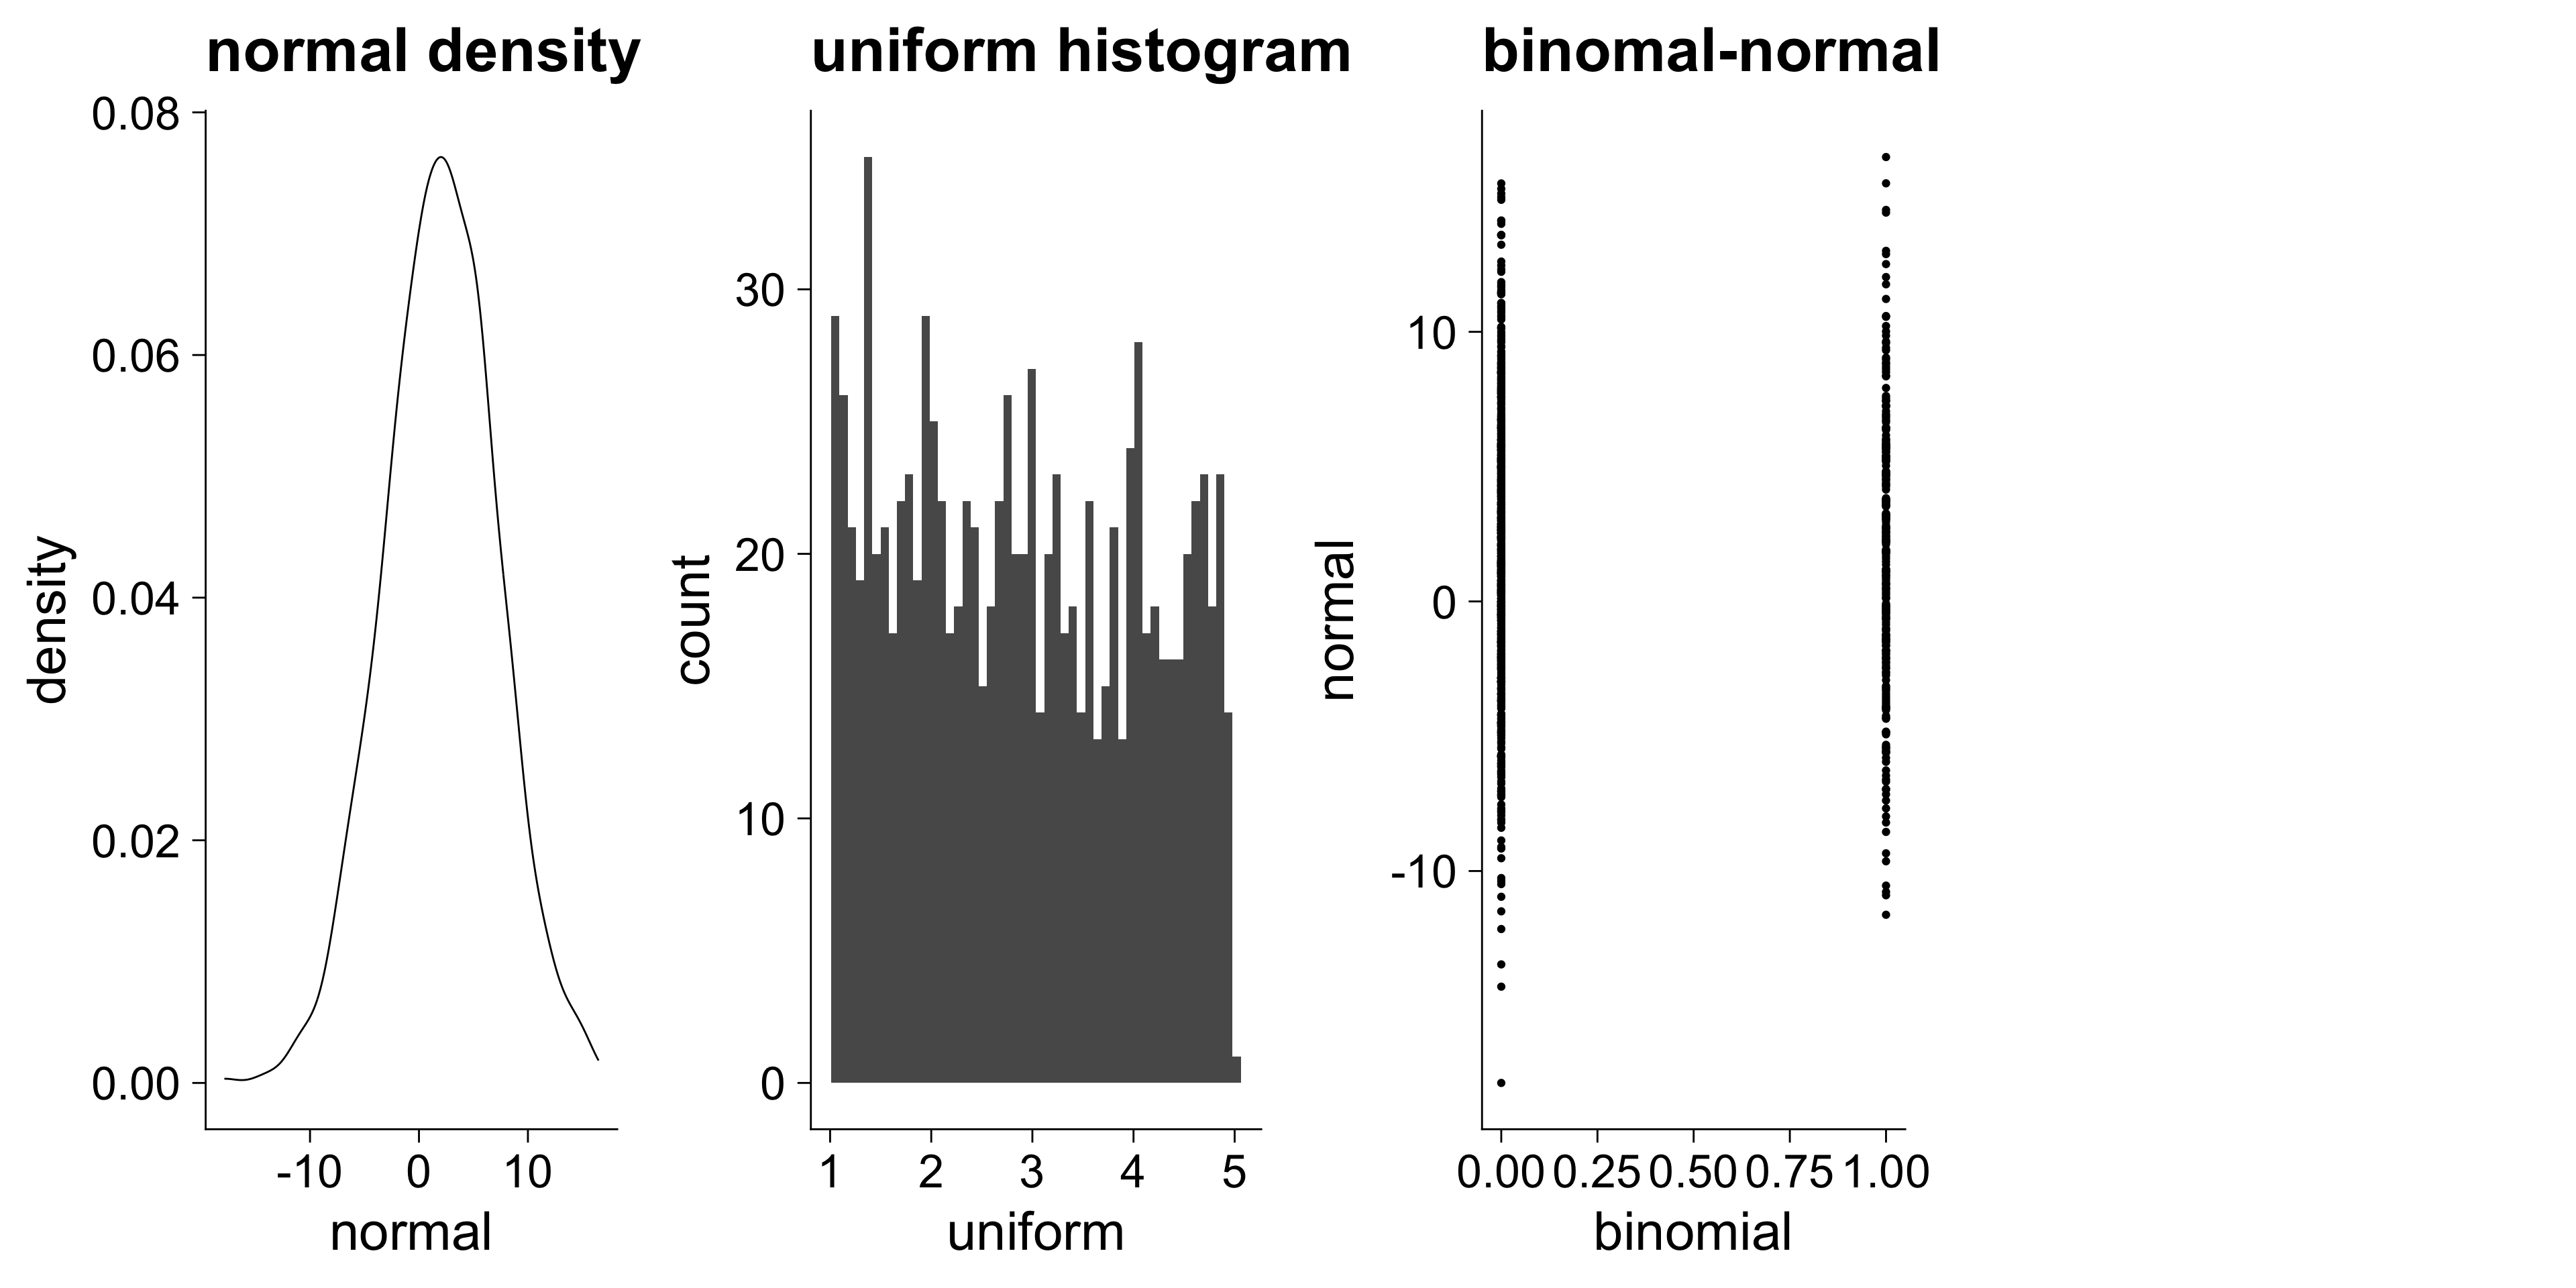 normal density
0.08
0.06
0.04
0.02
0.00
density
-10 0 10
normal
uniform histogram
30
20
10
0
count
1 2 3 4 5
uniform
binomal-normal
10
0
-10
normal
0.00 0.25 0.50 0.75 1.00
binomial